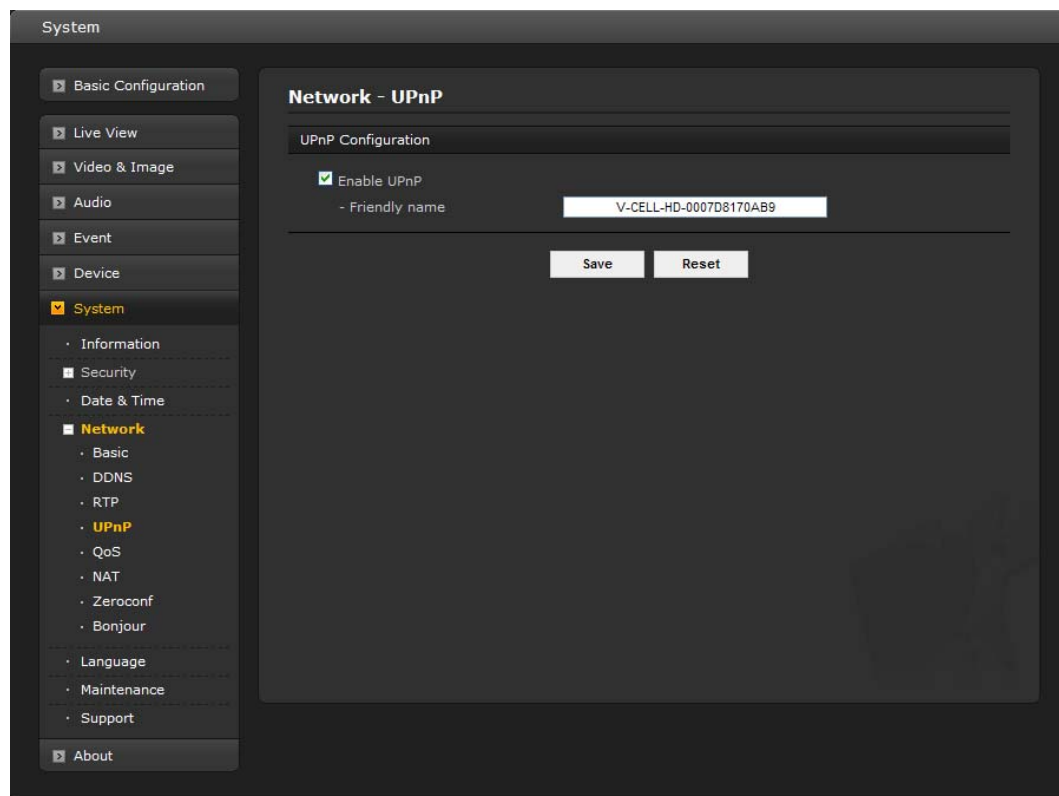 System
Basic Configuration
Live View
Video & Image
Audio
Event
Device
System
· Information
Security
· Date & Time
Network
· Basic
· DDNS
· RTP
· UPnP
· QoS
· NAT
· Zeroconf
· Bonjour
· Language
· Maintenance
· Support
About
Network - UPnP
UPnP Configuration
Enable UPnP
- Friendly name V-CELL-HD-0007D8170AB9
Save Reset